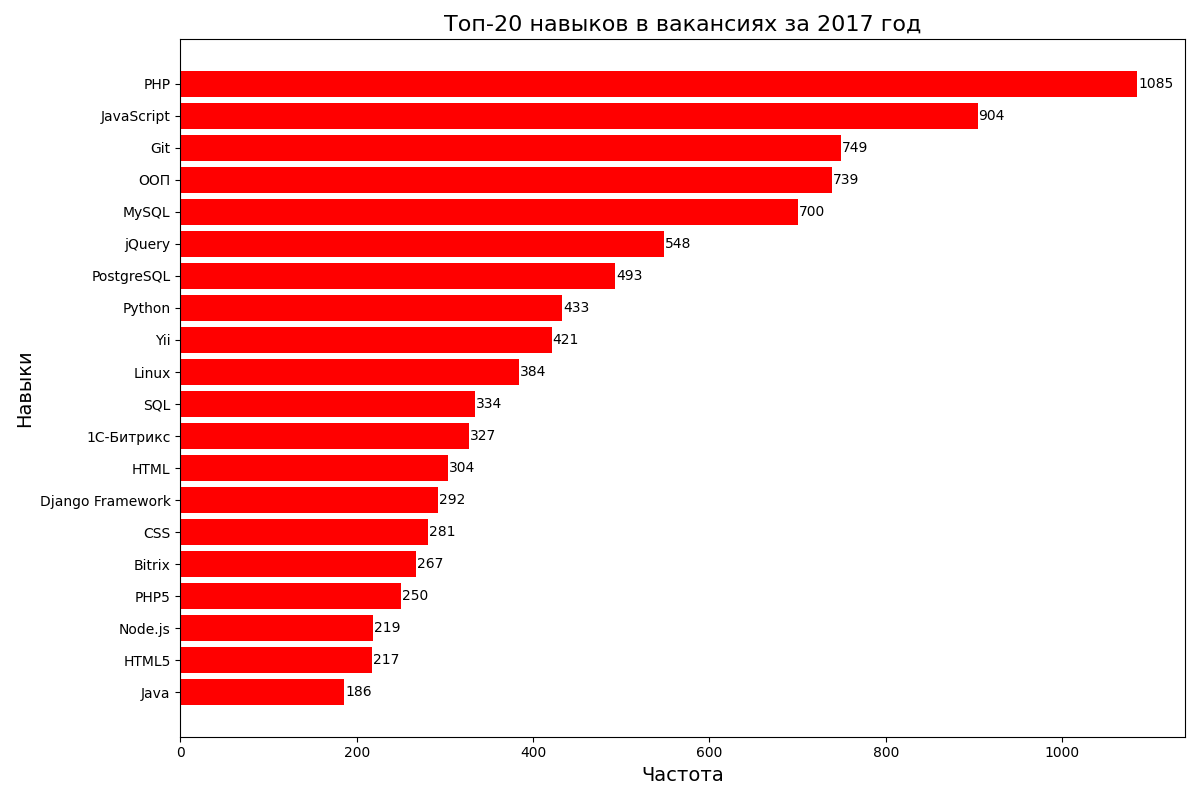 Топ-20 навыков в вакансиях за 2017 год
Навыки
PHP 1085
JavaScript 904
Git 749
ООП 739
MySQL 700
jQuery 548
PostgreSQL 493
Python 433
Yii 421
Linux 384
SQL 334
1С-Битрикс 327
HTML 304
Django Framework 292
CSS 281
Bitrix 267
PHP5 250
Node.js 219
HTML5 217
Java 186
0 200 400 600 800 1000
Частота